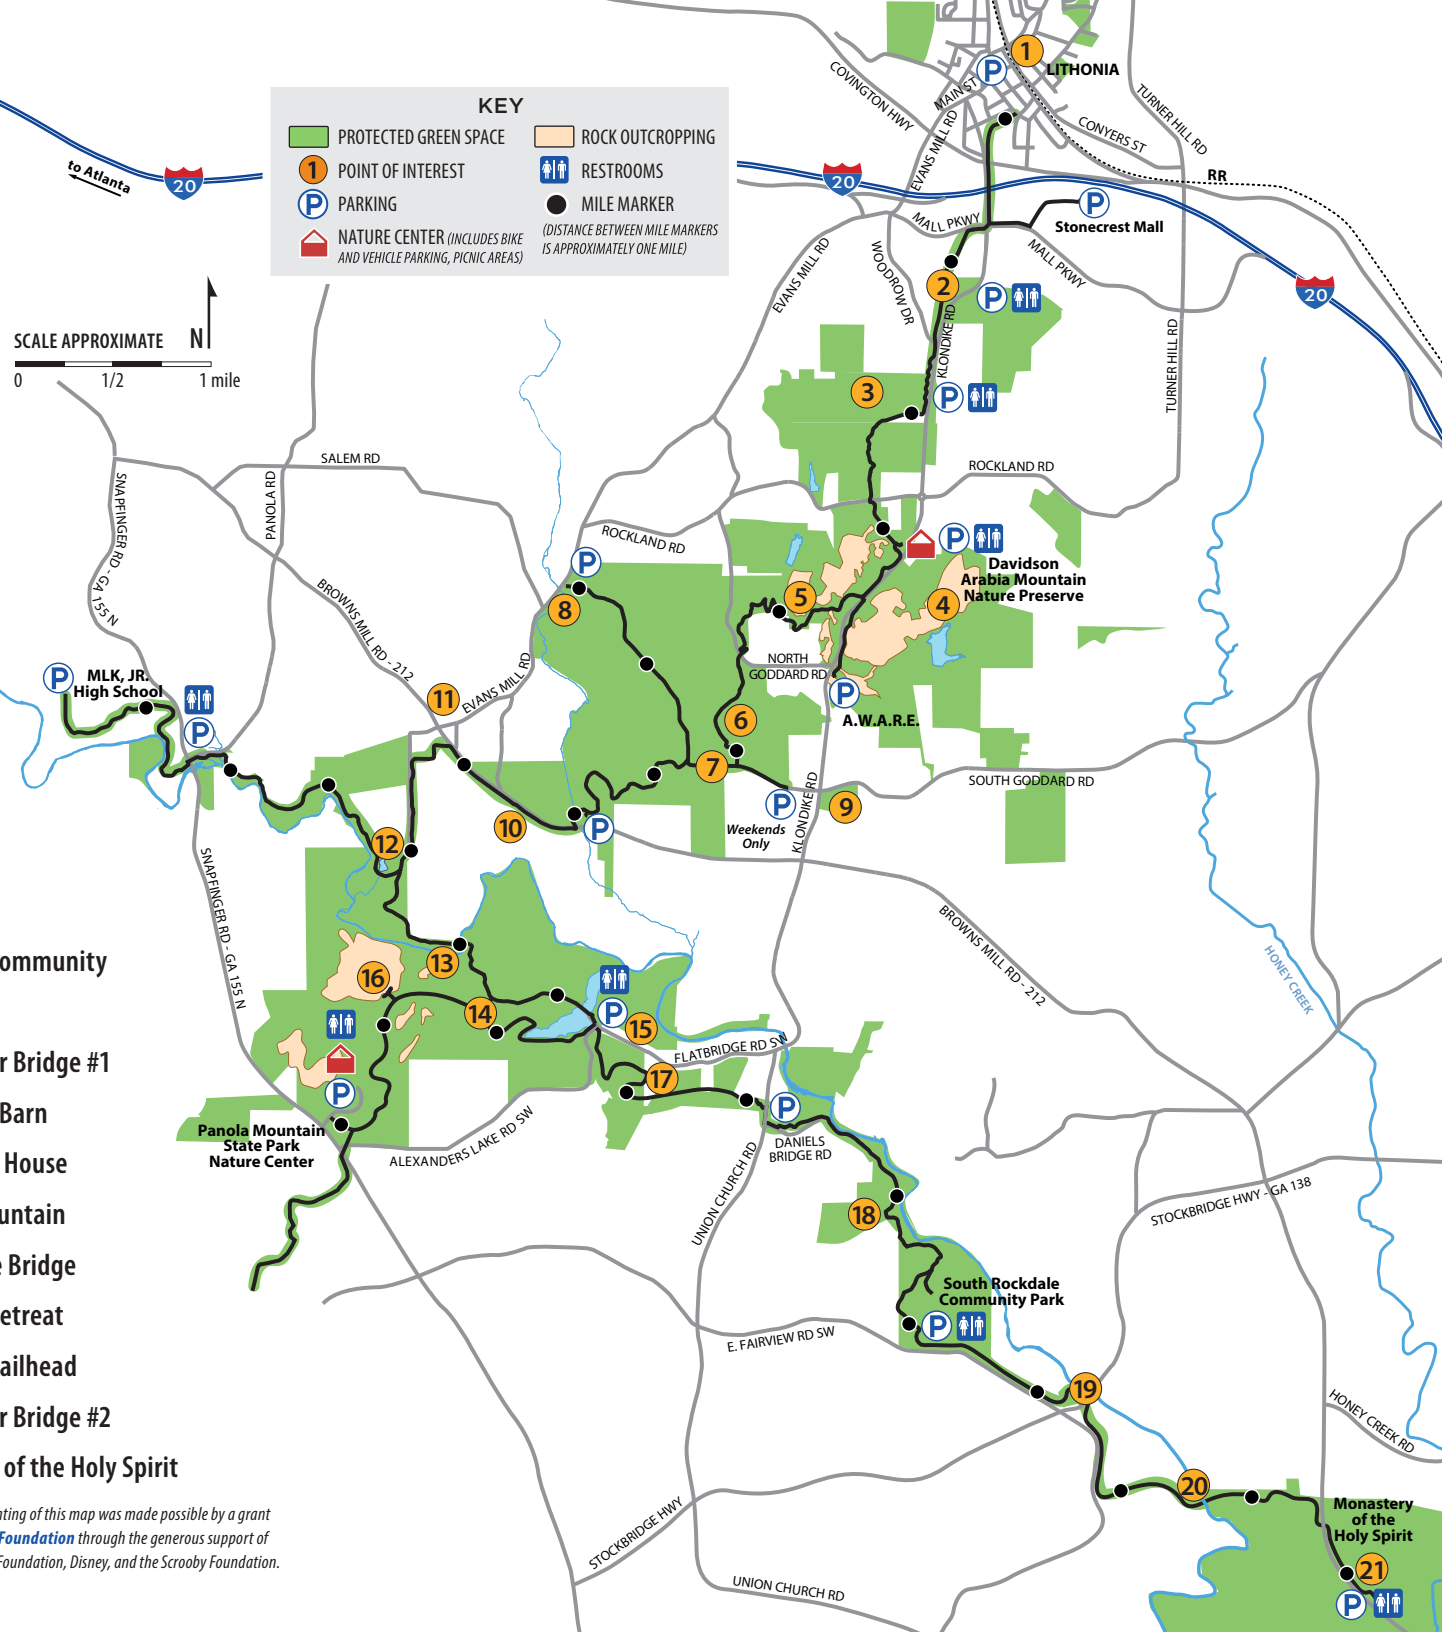 KEY
PROTECTED GREEN SPACE
ROCK OUTCROPPING
1 POINT OF INTEREST
RESTROOMS
P PARKING
MILE MARKER
(DISTANCE BETWEEN MILE MARKERS
IS APPROXIMATELY ONE MILE)
NATURE CENTER (INCLUDES BIKE
AND VEHICLE PARKING, PICNIC AREAS)
to Atlanta
20
20
20
SCALE APPROXIMATE
N
0 1/2 1 mile
1
P
LITHONIA
MAIN ST
COVINGTON HWY
EVANS MILL RD
CONYERS ST
TURNER HILL RD
RR
P
Stonecrest Mall
MALL PKWY
MALL PKWY
WOODROW DR
EVANS MILL RD
2
P
KLONDIKE RD
TURNER HILL RD
3
P
ROCKLAND RD
SALEM RD
PANOLA RD
SNAPFINGER RD - GA 155 N
ROCKLAND RD
P
Davidson
Arabia Mountain
Nature Preserve
P
8
5
4
BROWNS MILL RD - 212
NORTH
GODDARD RD
P
A.W.A.R.E.
P
MLK, JR.
High School
P
11
EVANS MILL RD
6
7
SOUTH GODDARD RD
P
Weekends
Only
KLONDIKE RD
9
10
P
12
SNAPFINGER RD - GA 155 N
BROWNS MILL RD - 212
HONEY CREEK
13
16
14
P
15
FLATBRIDGE RD SW
17
P
Panola Mountain
State Park
Nature Center
ALEXANDERS LAKE RD SW
P
DANIELS
BRIDGE RD
UNION CHURCH RD
18
STOCKBRIDGE HWY - GA 138
South Rockdale
Community Park
P
E. FAIRVIEW RD SW
19
HONEY CREEK RD
20
STOCKBRIDGE HWY
UNION CHURCH RD
Monastery
of the
Holy Spirit
21
P
ommunity
r Bridge #1
Barn
House
untain
e Bridge
etreat
ailhead
r Bridge #2
of the Holy Spirit
nting of this map was made possible by a grant
Foundation through the generous support of
Foundation, Disney, and the Scrooby Foundation.